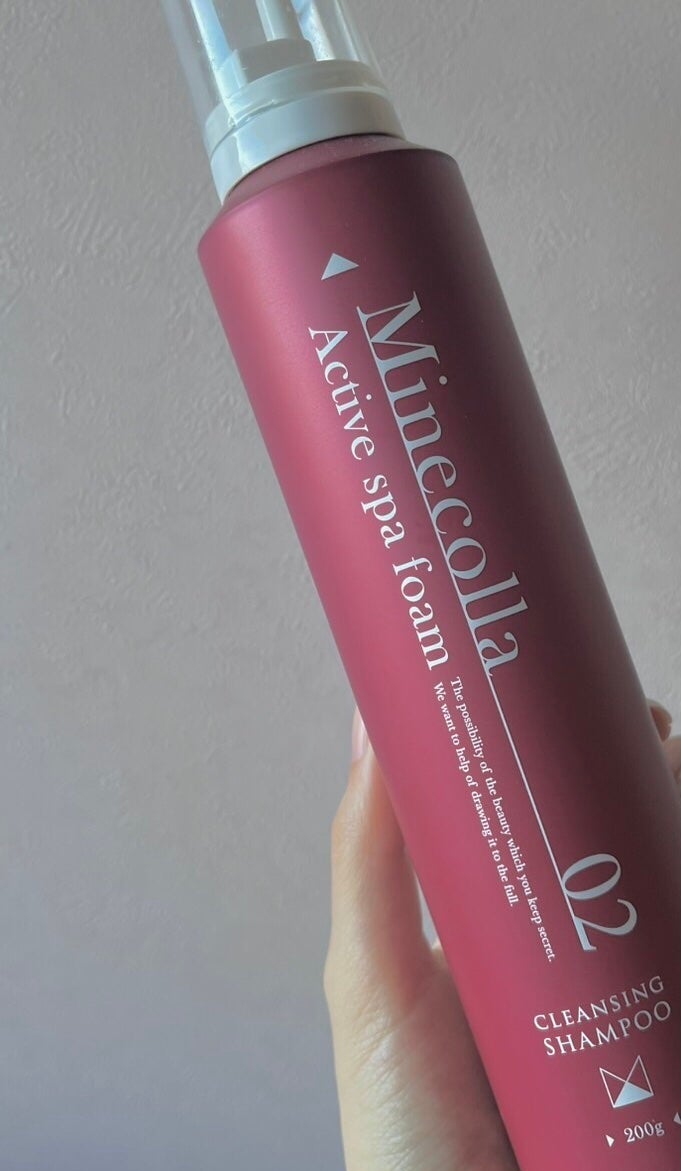 Minecolla
Active spa foam
The possibility of the beauty which you keep secret.
We want to help of drawing it to the full.
02
CLEANSING
SHAMPOO
200g